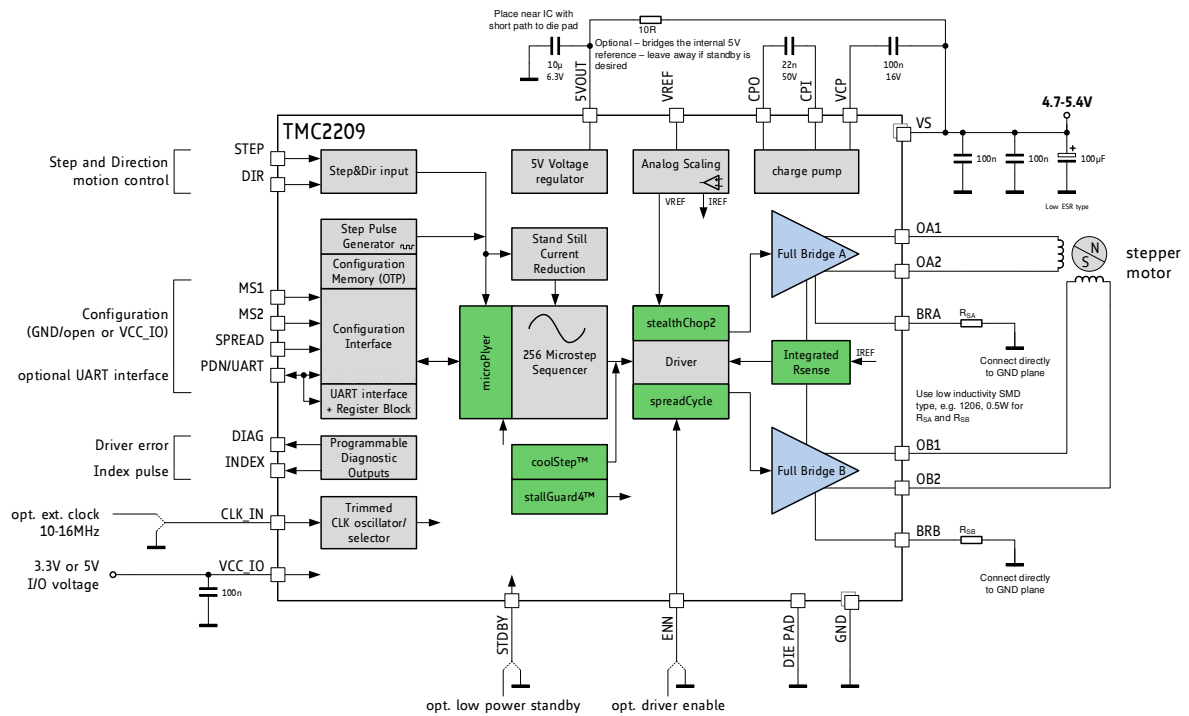 Place near IC with
short path to die pad
10µ
6.3V
10R
Optional – bridges the internal 5V
reference – leave away if standby is
desired
22n
50V
100n
16V
5VOUT
VREF
CPO
CPI
VCP
4.7-5.4V
VS
100n
100n
+
100µF
Low ESR type
TMC2209
Step and Direction
motion control
STEP
DIR
Step&Dir input
5V Voltage
regulator
Analog Scaling
VREF
IREF
charge pump
Step Pulse
Generator
Configuration
Memory (OTP)
Configuration
Interface
UART interface
+ Register Block
Stand Still
Current
Reduction
Full Bridge A
OA1
OA2
N
S
stepper
motor
Configuration
(GND/open or VCC_IO)
optional UART interface
MS1
MS2
SPREAD
PDN/UART
microPlyer
256 Microstep
Sequencer
stealthChop2
Driver
spreadCycle
Integrated
Rsense
IREF
BRA
RSA
Connect directly
to GND plane
Use low inductivity SMD
type, e.g. 1206, 0.5W for
RSA and RSB
Driver error
Index pulse
DIAG
INDEX
Programmable
Diagnostic
Outputs
coolStep™
stallGuard4™
Full Bridge B
OB1
OB2
opt. ext. clock
10-16MHz
CLK_IN
Trimmed
CLK oscillator/
selector
BRB
RSB
Connect directly
to GND plane
3.3V or 5V
I/O voltage
VCC_IO
100n
STDBY
ENN
DIE PAD
GND
opt. low power standby
opt. driver enable